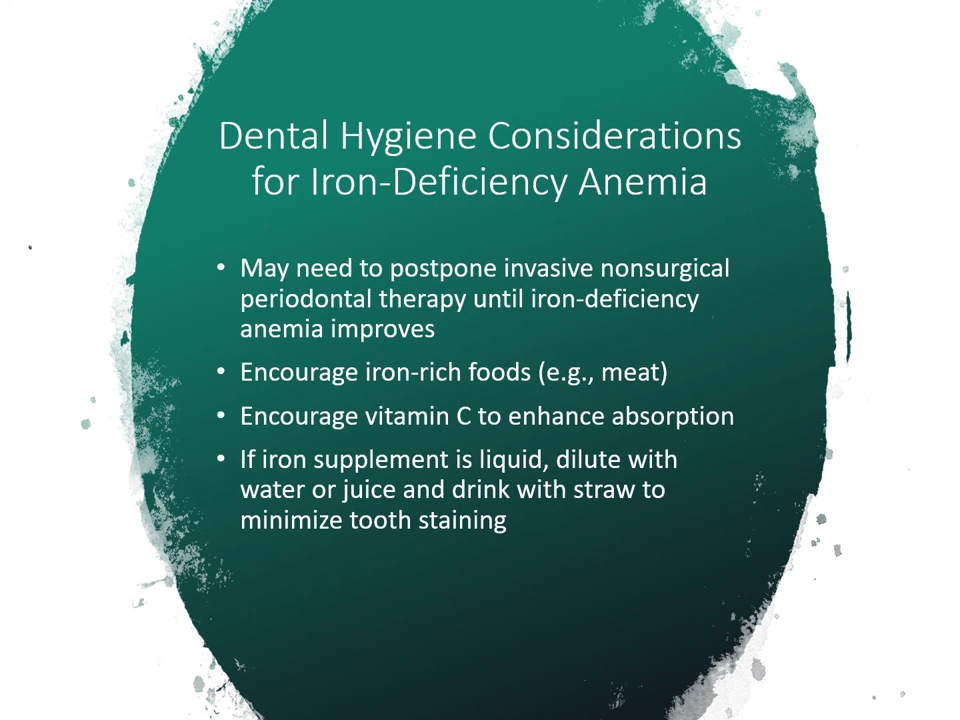 Dental Hygiene Considerations
for Iron-Deficiency Anemia
• May need to postpone invasive nonsurgical
periodontal therapy until iron-deficiency
anemia improves
• Encourage iron-rich foods (e.g., meat)
• Encourage vitamin C to enhance absorption
• If iron supplement is liquid, dilute with
water or juice and drink with straw to
minimize tooth staining